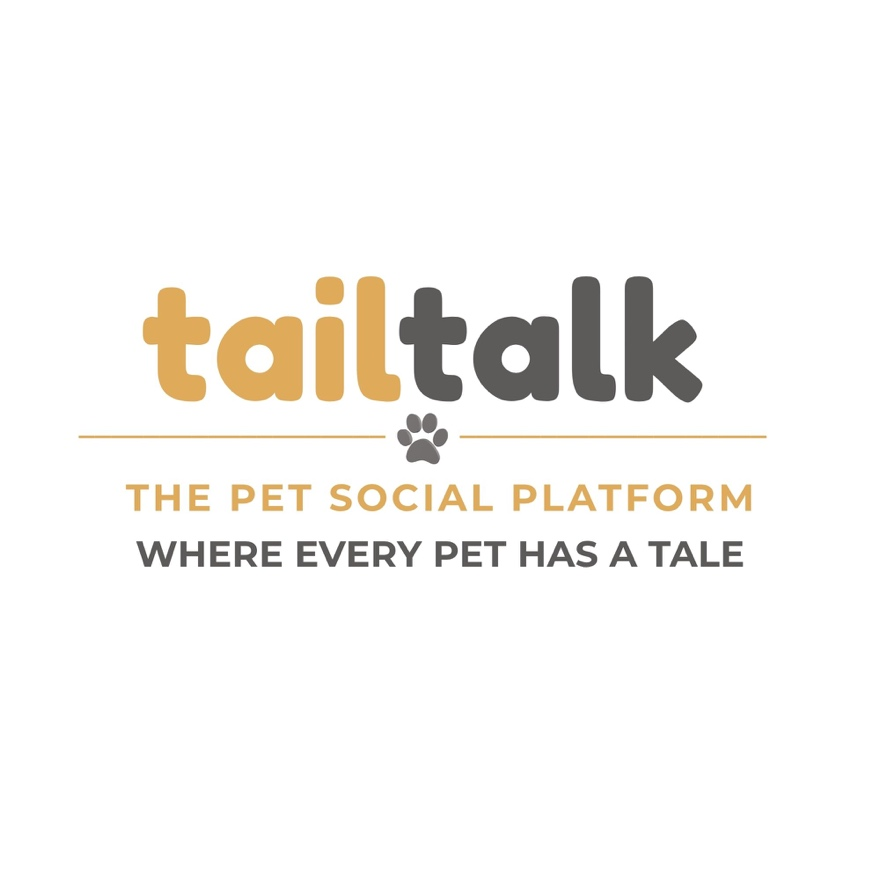 tailtalk
THE PET SOCIAL PLATFORM
WHERE EVERY PET HAS A TALE